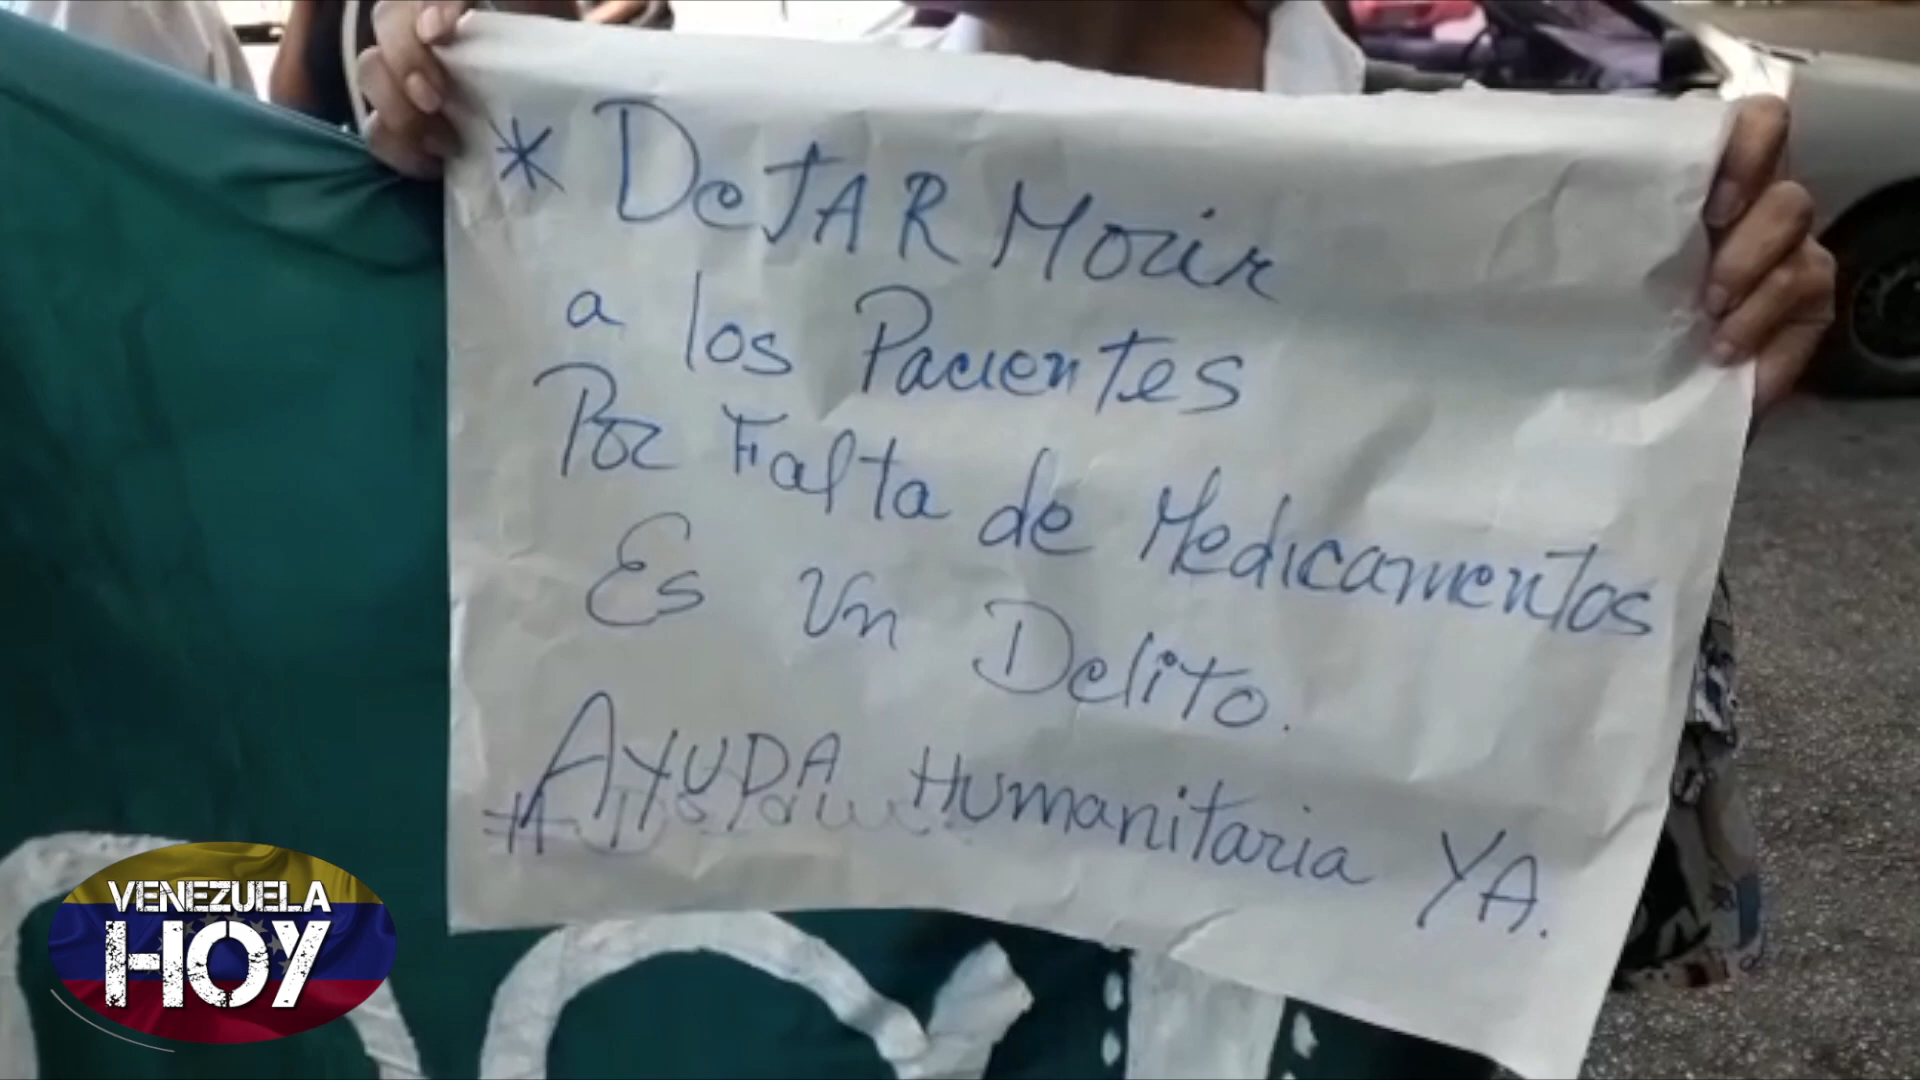 * DeJAR Morir
a los Pacientes
Por Falta de Medicamentos
Es Un Delito.
AYUDA Humanitaria YA.
VENEZUELA
HOY